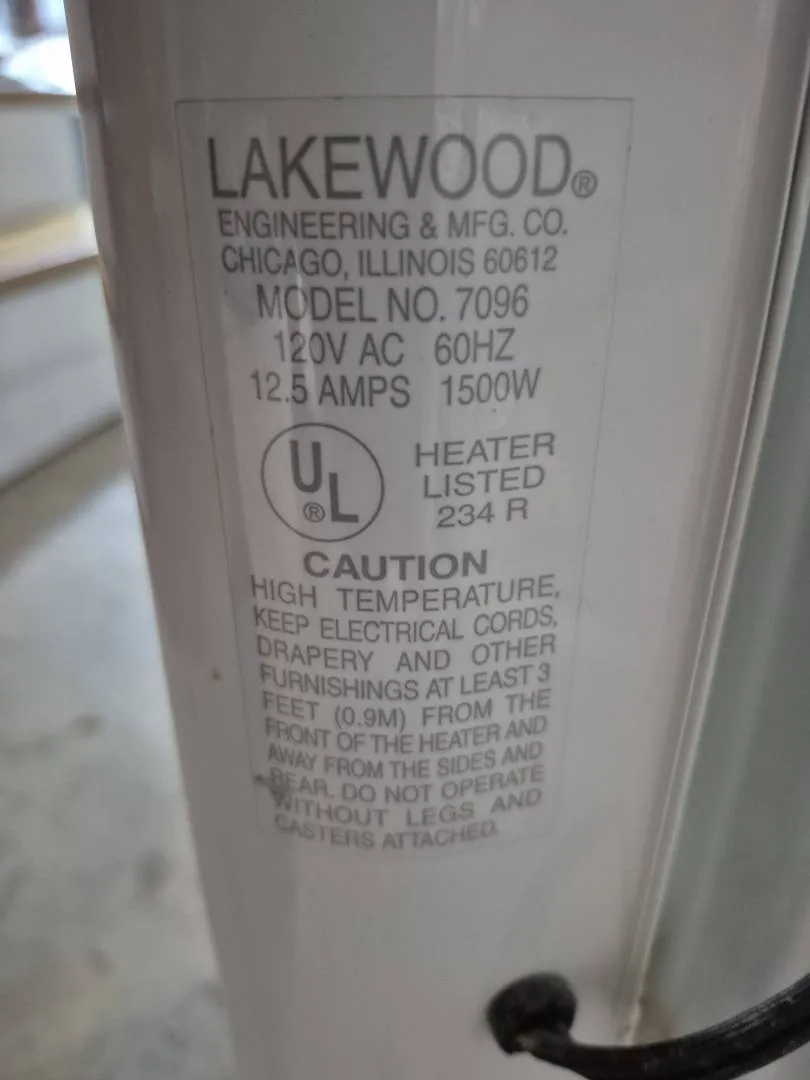 LAKEWOOD®
ENGINEERING & MFG. CO.
CHICAGO, ILLINOIS 60612
MODEL NO. 7096
120V AC 60HZ
12.5 AMPS 1500W
UL®
HEATER
LISTED
234 R
CAUTION
HIGH TEMPERATURE,
KEEP ELECTRICAL CORDS,
DRAPERY AND OTHER
FURNISHINGS AT LEAST 3
FEET (0.9M) FROM THE
FRONT OF THE HEATER AND
AWAY FROM THE SIDES AND
REAR. DO NOT OPERATE
WITHOUT LEGS AND
CASTERS ATTACHED.